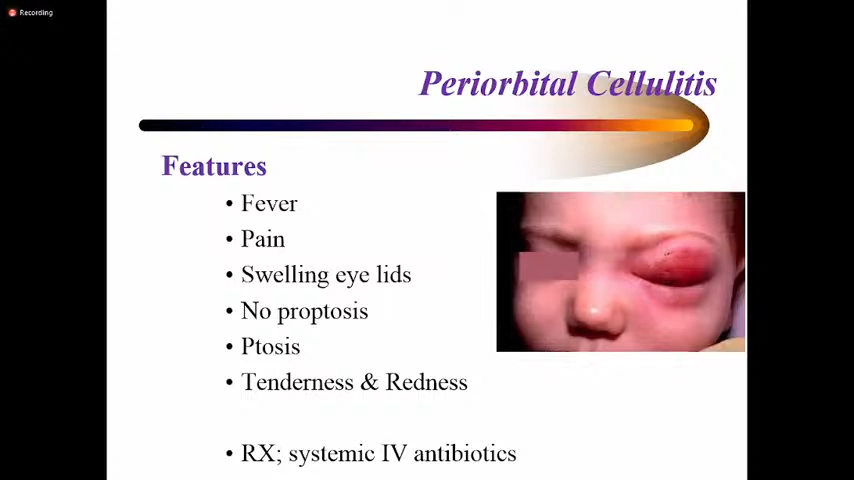 Recording
Periorbital Cellulitis
Features
• Fever
• Pain
• Swelling eye lids
• No proptosis
• Ptosis
• Tenderness & Redness
• RX; systemic IV antibiotics